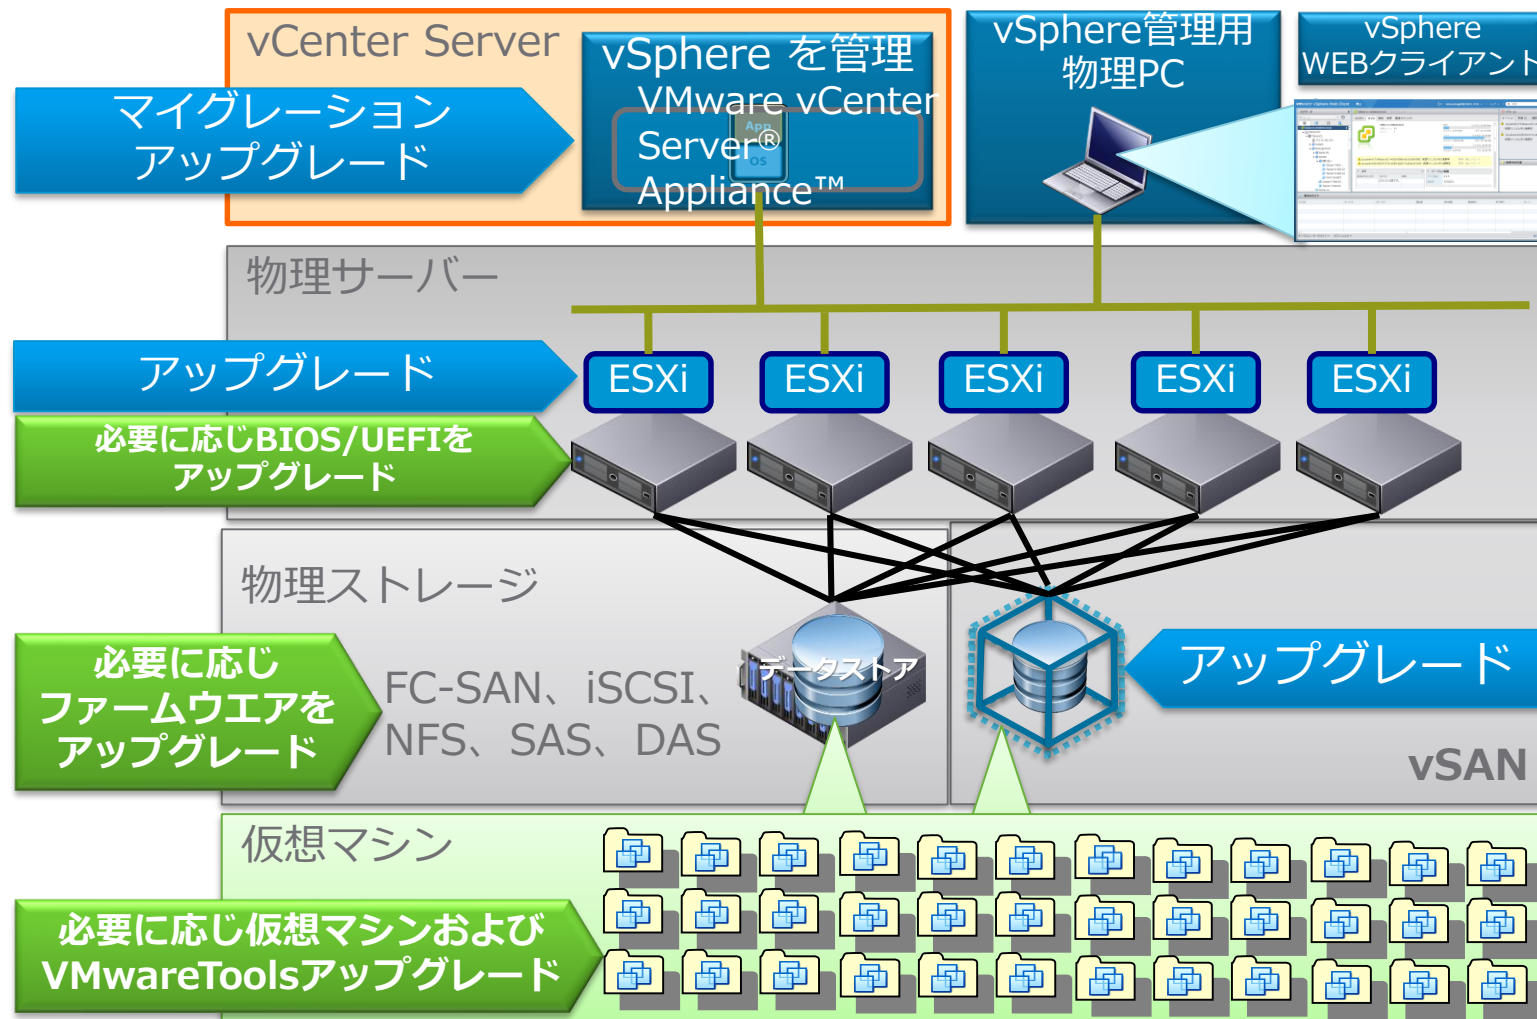 vCenter Server
vSphere を管理
VMware vCenter
Server®
Appliance™
App
OS
vSphere管理用
物理PC
vSphere
WEBクライアント
マイグレーション
アップグレード
物理サーバー
アップグレード
ESXi
ESXi
ESXi
ESXi
ESXi
必要に応じBIOS/UEFIを
アップグレード
物理ストレージ
必要に応じ
ファームウエアを
アップグレード
FC-SAN、iSCSI、
NFS、SAS、DAS
データストア
アップグレード
vSAN
仮想マシン
必要に応じ仮想マシンおよび
VMwareToolsアップグレード